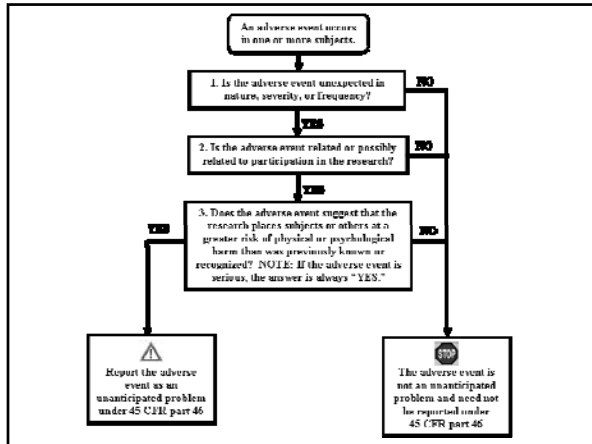 An adverse event occurs
in one or more subjects.
1. Is the adverse event unexpected in
nature, severity, or frequency?
NO
YES
2. Is the adverse event related or possibly
related to participation in the research?
NO
YES
3. Does the adverse event suggest that the
research places subjects or others at a
greater risk of physical or psychological
harm than was previously known or
recognized? NOTE: If the adverse event is
serious, the answer is always "YES."
YES
NO
Report the adverse
event as an
unanticipated problem
under 45 CFR part 46
STOP
The adverse event is
not an unanticipated
problem and need not
be reported under
45 CFR part 46